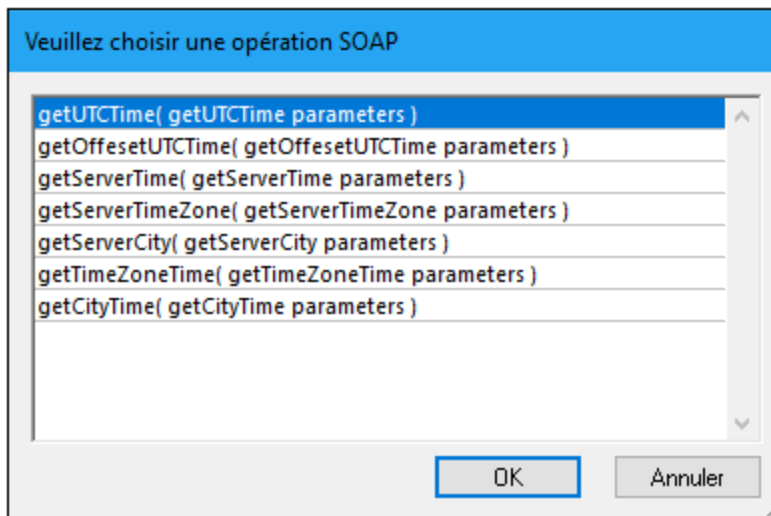 Veuillez choisir une opération SOAP
getUTCTime( getUTCTime parameters )
getOffesetUTCTime( getOffesetUTCTime parameters )
getServerTime( getServerTime parameters )
getServerTimeZone( getServerTimeZone parameters )
getServerCity( getServerCity parameters )
getTimeZoneTime( getTimeZoneTime parameters )
getCityTime( getCityTime parameters )
OK
Annuler